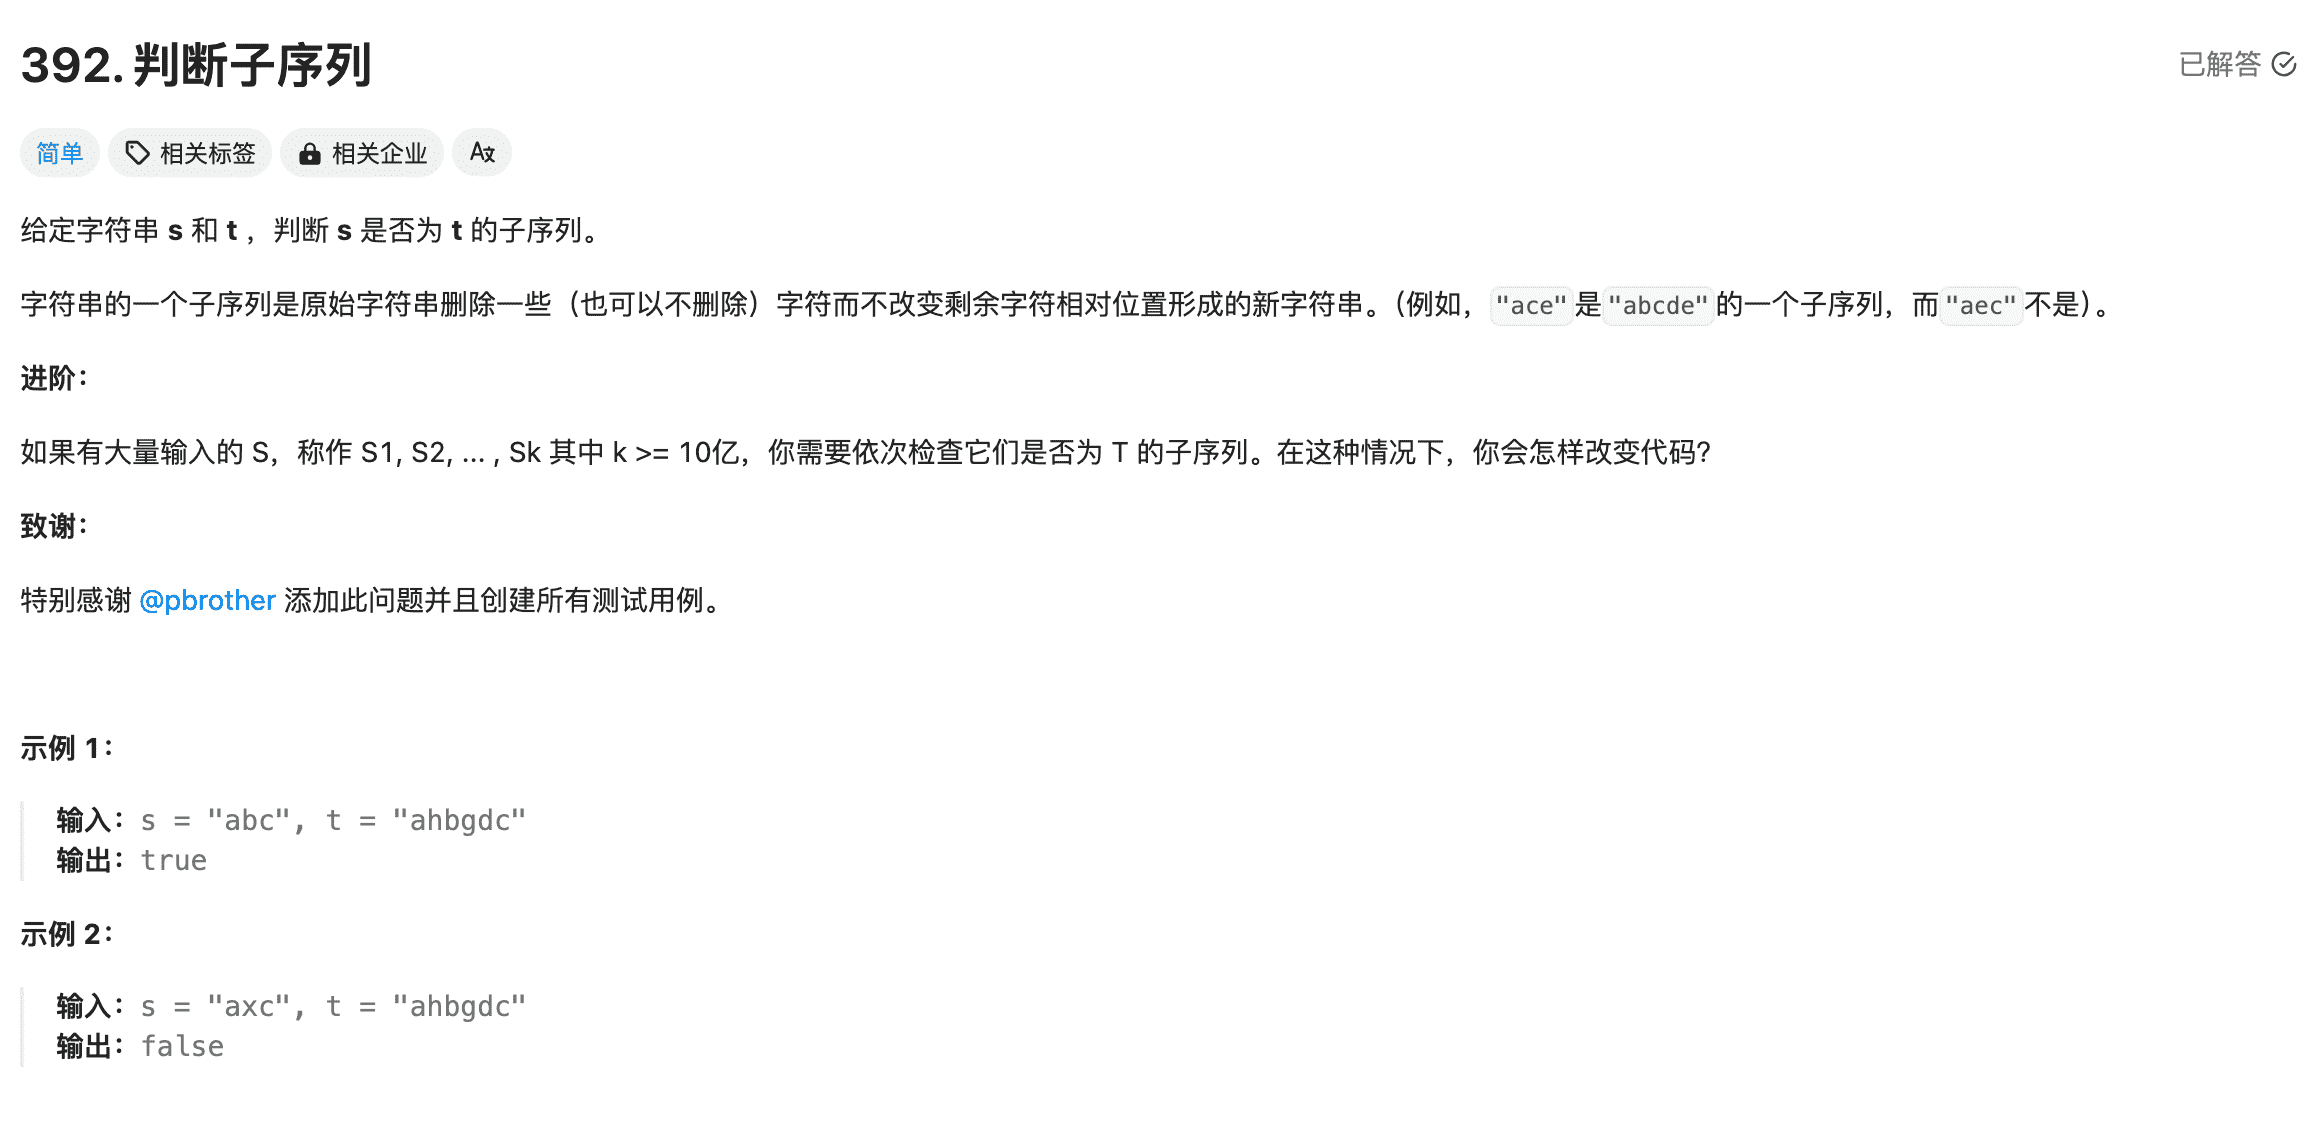 392. 判断子序列
已解答
简单 相关标签 相关企业
给定字符串 s 和 t ，判断 s 是否为 t 的子序列。
字符串的一个子序列是原始字符串删除一些（也可以不删除）字符而不改变剩余字符相对位置形成的新字符串。（例如，"ace"是"abcde"的一个子序列，而"aec"不是）。
进阶：
如果有大量输入的 S，称作 S1, S2, ... , Sk 其中 k >= 10亿，你需要依次检查它们是否为 T 的子序列。在这种情况下，你会怎样改变代码？
致谢：
特别感谢 @pbrother 添加此问题并且创建所有测试用例。
示例 1：
输入：s = "abc", t = "ahbgdc"
输出：true
示例 2：
输入：s = "axc", t = "ahbgdc"
输出：false